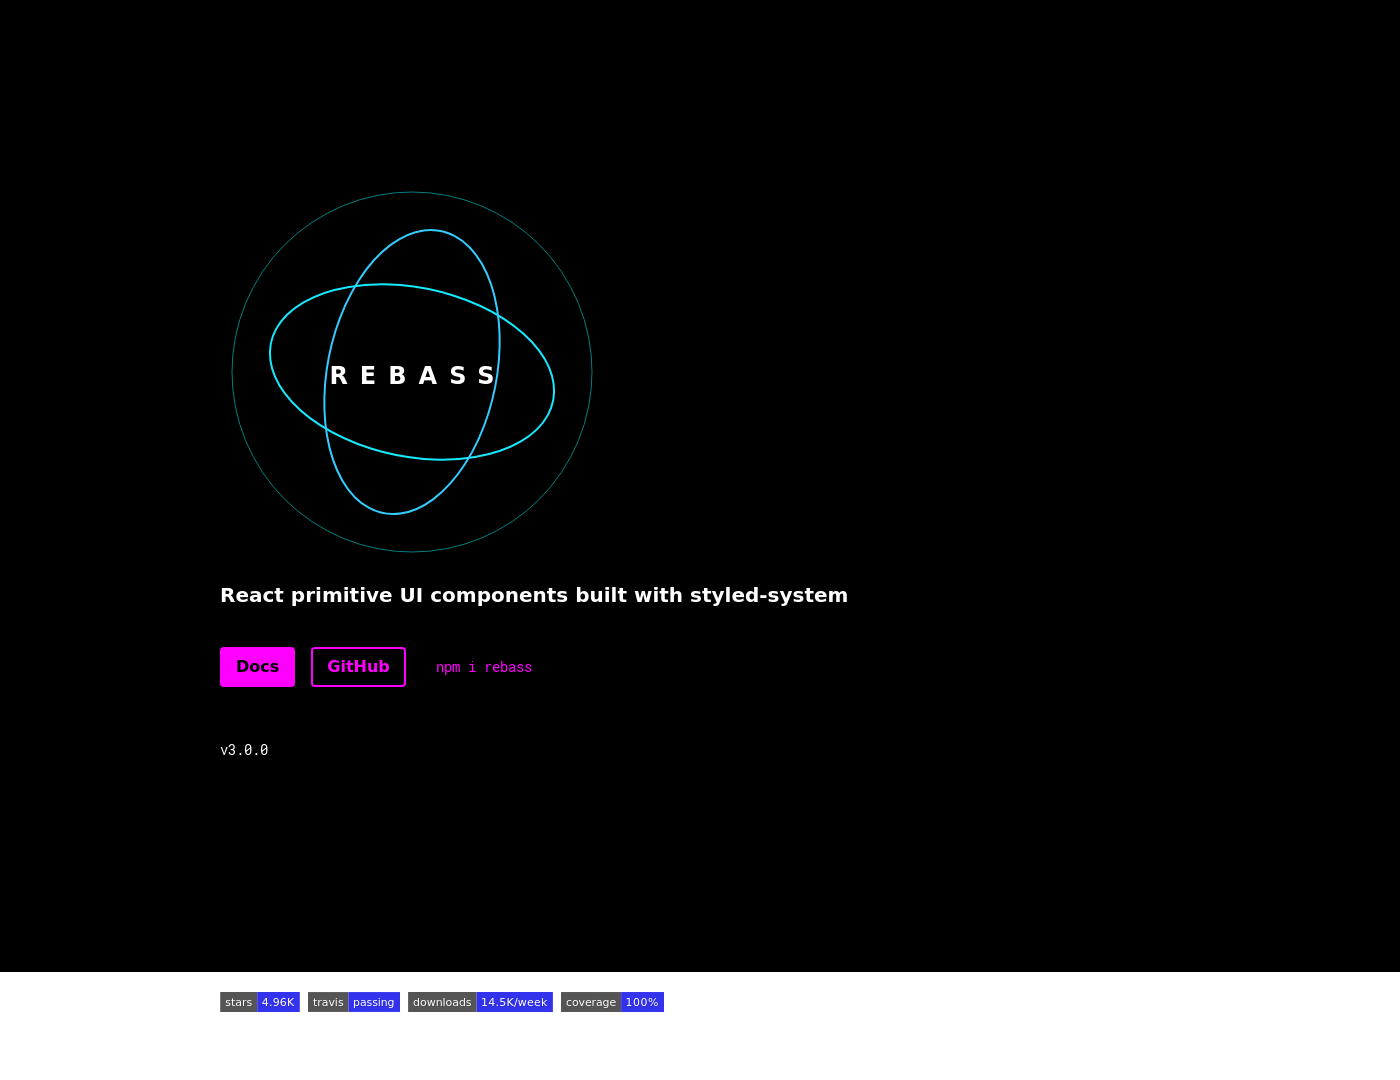 REBASS
React primitive UI components built with styled-system
Docs GitHub npm i rebass
v3.0.0
stars 4.96K travis passing downloads 14.5K/week coverage 100%